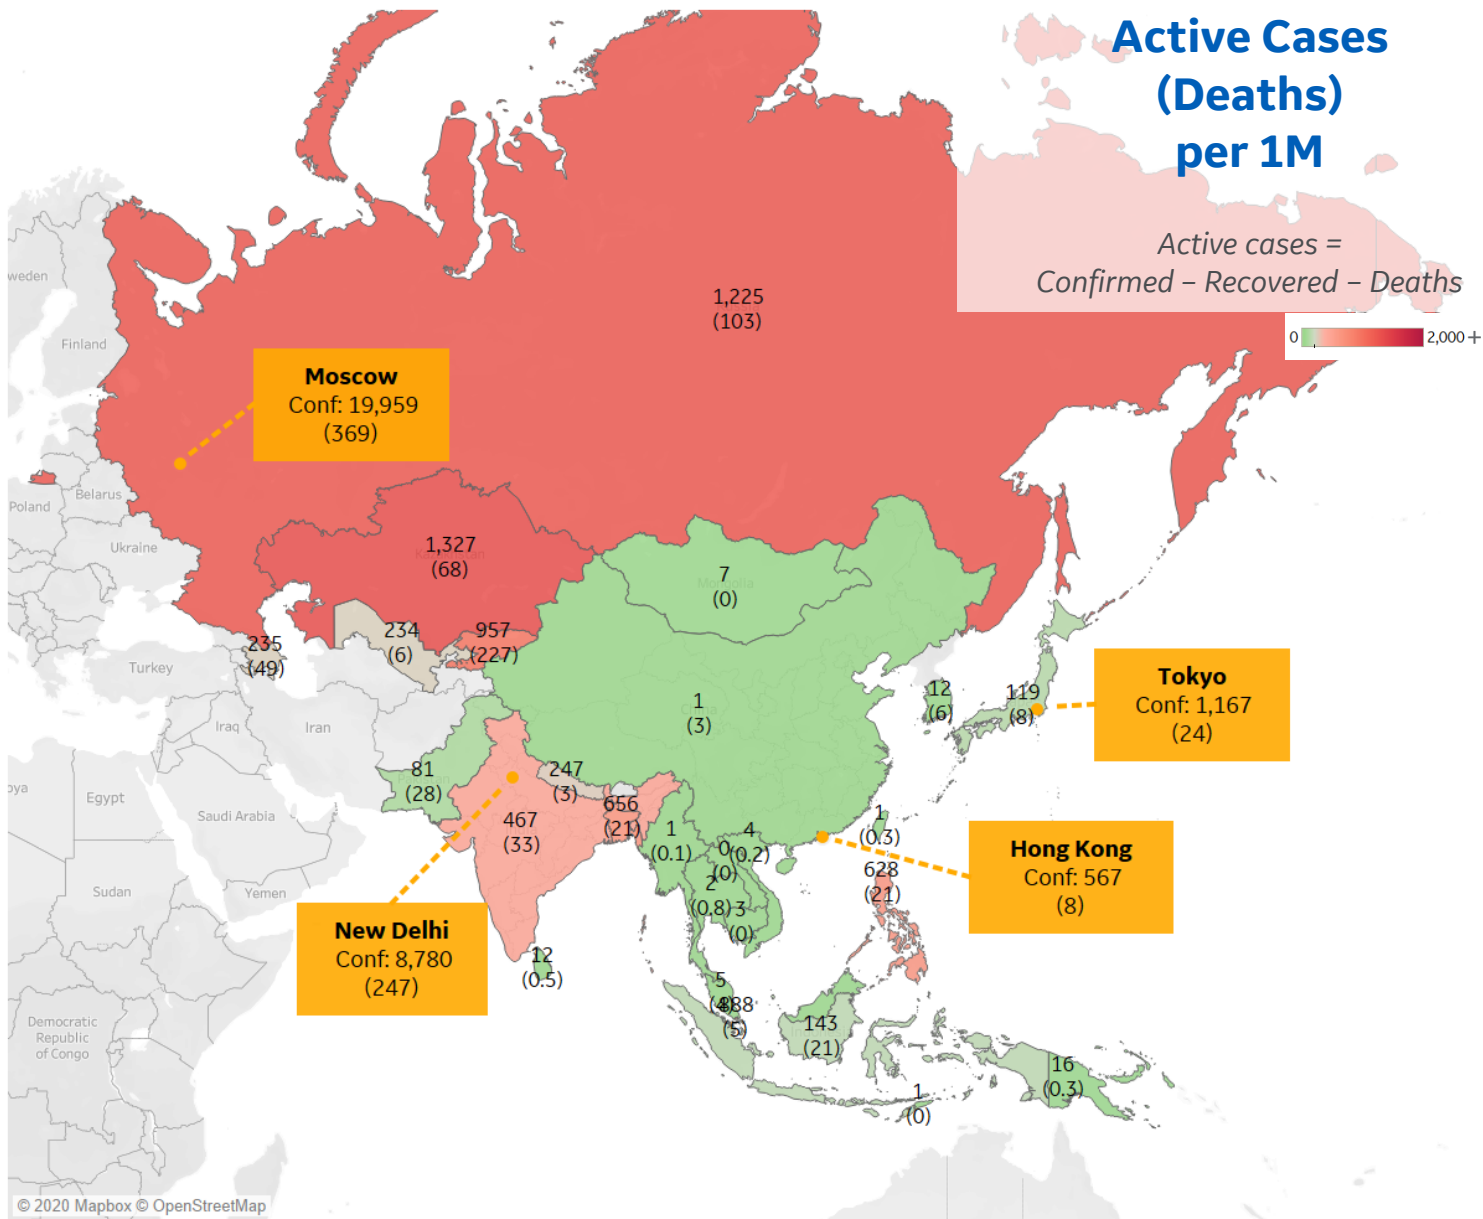 Active Cases
(Deaths)
per 1M
Active cases =
Confirmed – Recovered – Deaths
0
2,000 +
1,225
(103)
weden
Finland
Moscow
Conf: 19,959
(369)
Belarus
Poland
Ukraine
1,327
(68)
7
(0)
Mongolia
235
(49)
234
(6)
957
(227)
Turkey
Iraq
Iran
1
(3)
China
12
(6)
119
(8)
Tokyo
Conf: 1,167
(24)
oya
Egypt
Saudi Arabia
81
(28)
247
(3)
467
(33)
656
(21)
1
(0.1)
4
(0.2)
0
(0)
2
(0.8)
3
(0)
1
(0.3)
628
(21)
Hong Kong
Conf: 567
(8)
Sudan
Yemen
New Delhi
Conf: 8,780
(247)
12
(0.5)
5
(4)
888
(5)
143
(21)
16
(0.3)
1
(0)
Democratic
Republic
of Congo
© 2020 Mapbox © OpenStreetMap